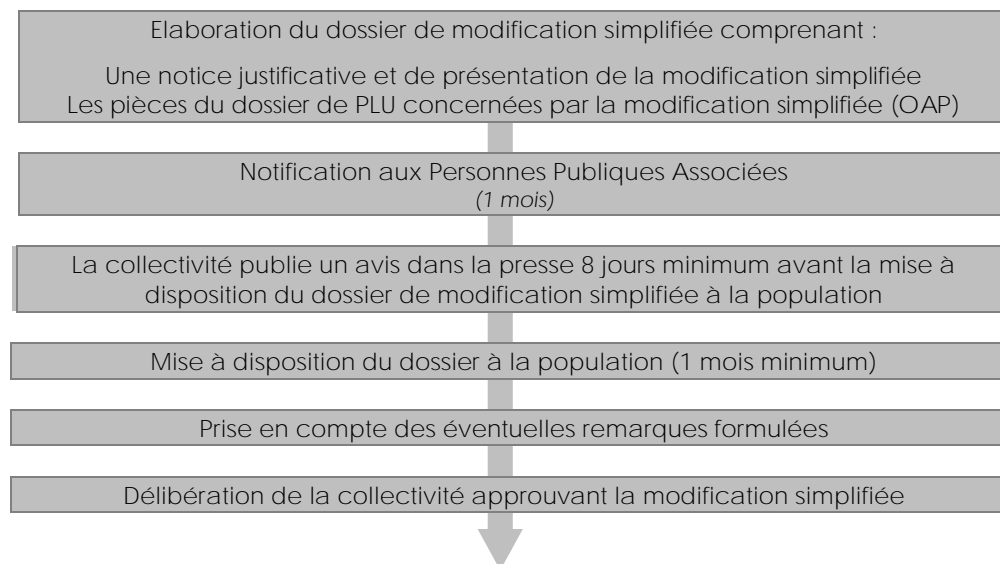 Elaboration du dossier de modification simplifiée comprenant :
Une notice justificative et de présentation de la modification simplifiée
Les pièces du dossier de PLU concernées par la modification simplifiée (OAP)
Notification aux Personnes Publiques Associées
(1 mois)
La collectivité publie un avis dans la presse 8 jours minimum avant la mise à
disposition du dossier de modification simplifiée à la population
Mise à disposition du dossier à la population (1 mois minimum)
Prise en compte des éventuelles remarques formulées
Délibération de la collectivité approuvant la modification simplifiée